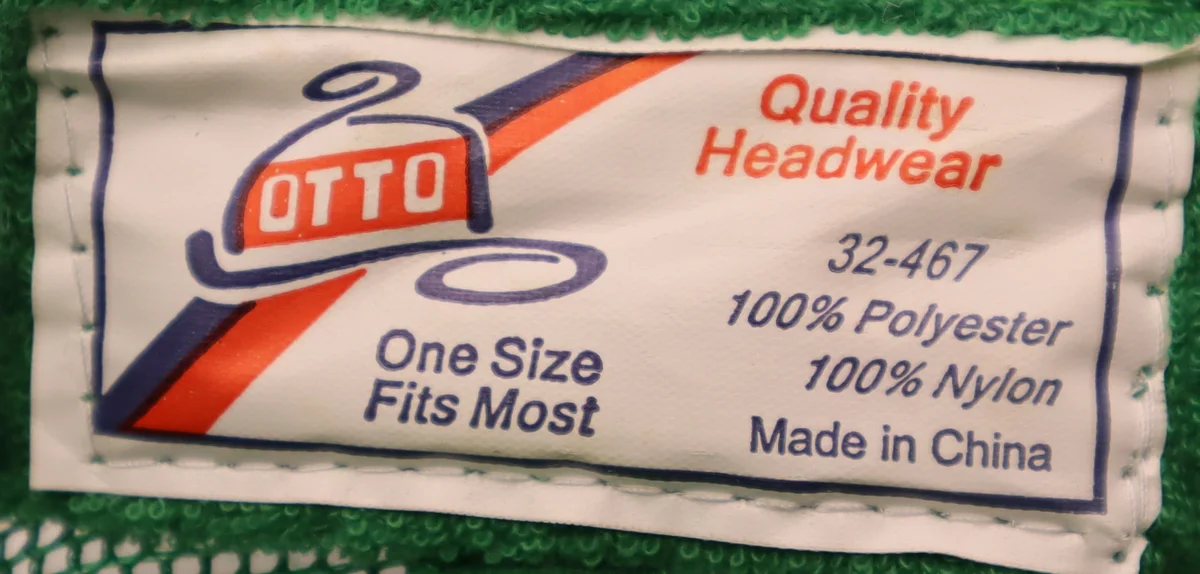 OTTO
One Size
Fits Most
Quality
Headwear
32-467
100% Polyester
100% Nylon
Made in China